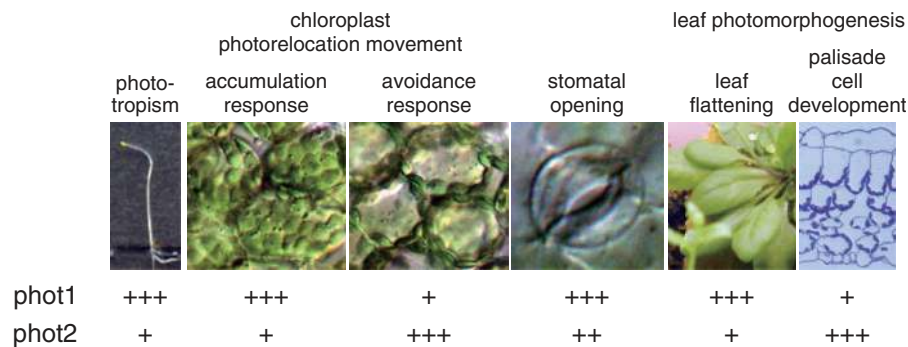 chloroplast
photorelocation movement
leaf photomorphogenesis
photo-
tropism
accumulation
response
avoidance
response
stomatal
opening
leaf
flattening
palisade
cell
development
phot1 +++ +++ + +++ +++ +
phot2 + + +++ ++ + +++